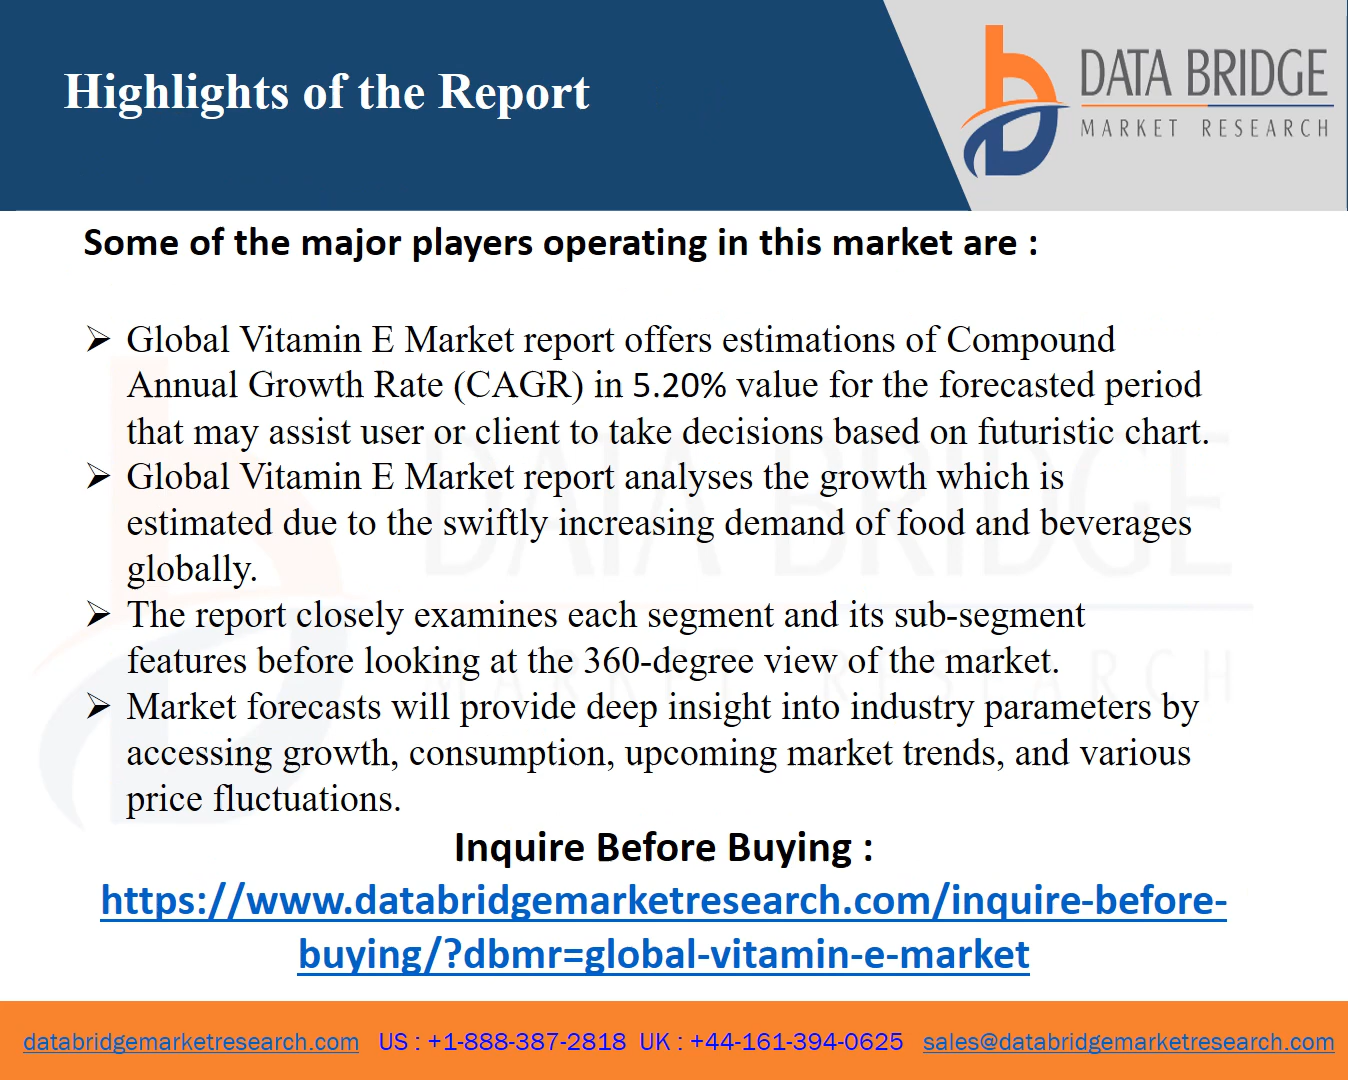 Highlights of the Report
DATA BRIDGE
MARKET RESEARCH
Some of the major players operating in this market are :
➢ Global Vitamin E Market report offers estimations of Compound
Annual Growth Rate (CAGR) in 5.20% value for the forecasted period
that may assist user or client to take decisions based on futuristic chart.
➢ Global Vitamin E Market report analyses the growth which is
estimated due to the swiftly increasing demand of food and beverages
globally.
➢ The report closely examines each segment and its sub-segment
features before looking at the 360-degree view of the market.
➢ Market forecasts will provide deep insight into industry parameters by
accessing growth, consumption, upcoming market trends, and various
price fluctuations.
DATA BRIDGE
MARKET RESEARCH
Inquire Before Buying :
https://www.databridgemarketresearch.com/inquire-before-
buying/?dbmr=global-vitamin-e-market
databridgemarketresearch.com US : +1-888-387-2818 UK : +44-161-394-0625 sales@databridgemarketresearch.com